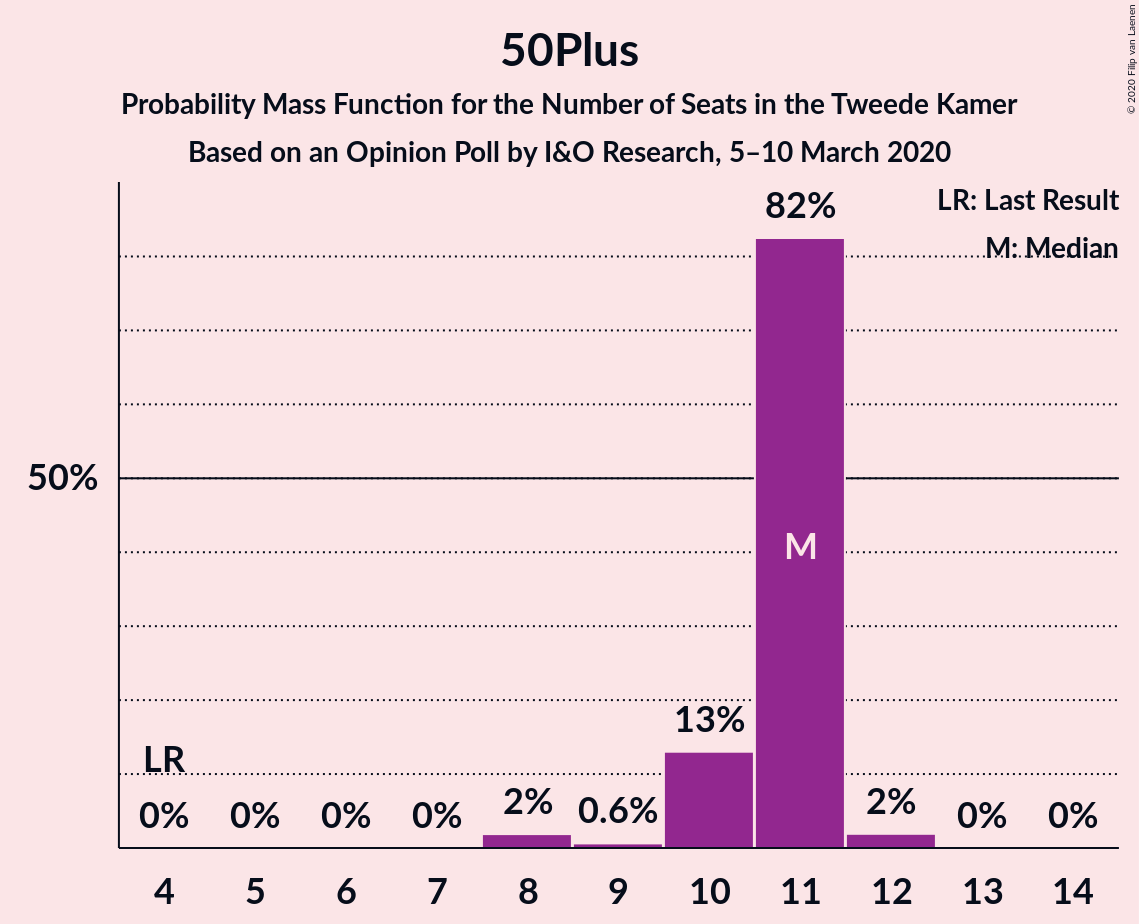 50Plus
Probability Mass Function for the Number of Seats in the Tweede Kamer
Based on an Opinion Poll by I&O Research, 5–10 March 2020
© 2020 Filip van Laenen
LR: Last Result
M: Median
82%
50%
M
13%
LR
0% 0% 0% 0% 2% 0.6% 2% 0% 0%
4 5 6 7 8 9 10 11 12 13 14